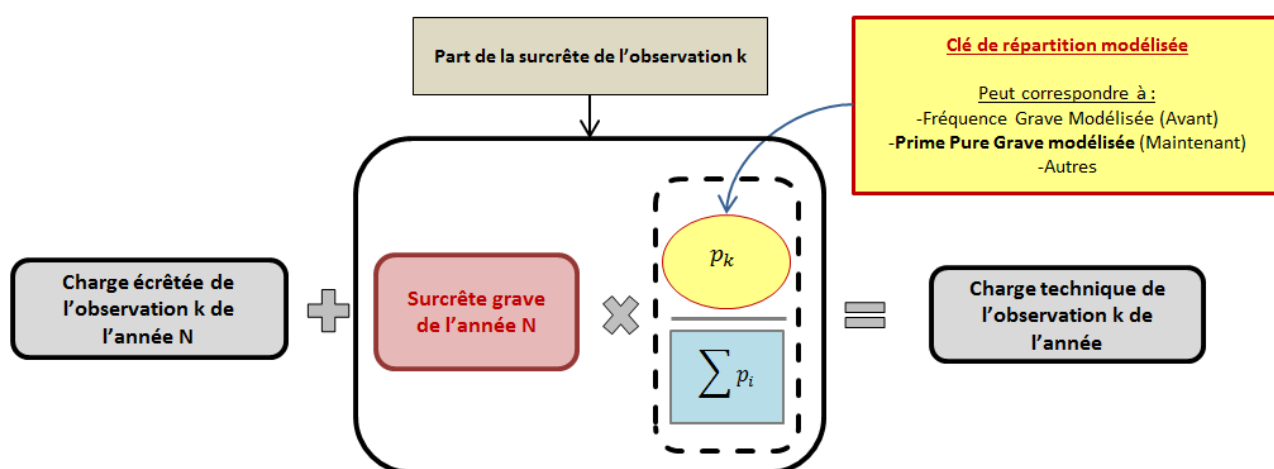 Part de la surcrête de l'observation k
Clé de répartition modélisée
Peut correspondre à :
-Fréquence Grave Modélisée (Avant)
-Prime Pure Grave modélisée (Maintenant)
-Autres
Charge écrêtée de
l'observation k de
l'année N
Surcrête grave
de l'année N
p_k
∑ p_i
Charge technique de
l'observation k de
l'année